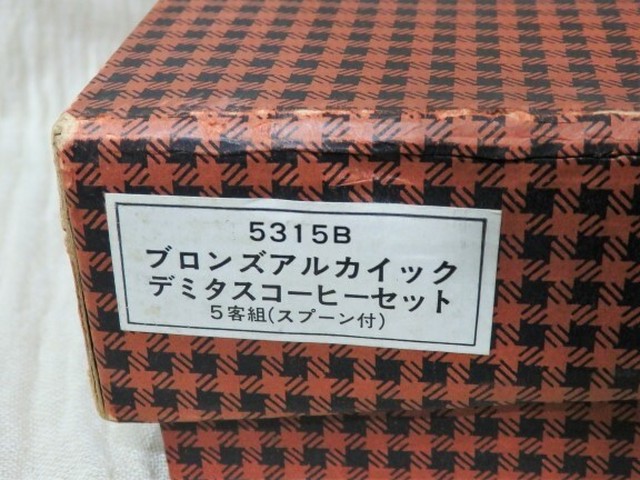 5315B
ブロンズアルカイック
デミタスコーヒーセット
5客組(スプーン付)